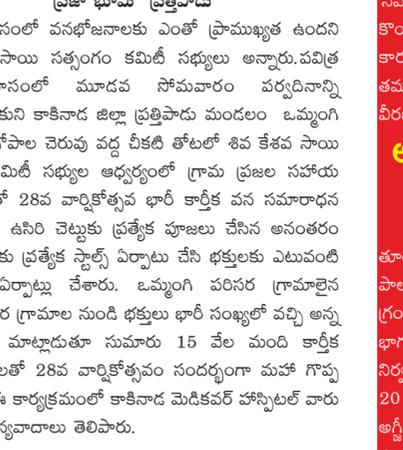 ప్రజా భూమి ప్రత్తిపాడు
సంలో వనభోజనాలకు ఎంతో ప్రాముఖ్యత ఉందని
సాయి సత్సంగం కమిటీ సభ్యులు అన్నారు.పవిత్ర
సంలో మూడవ సోమవారం పర్వదినాన్ని
కుని కాకినాడ జిల్లా ప్రత్తిపాడు మండలం ఒమ్మంగి
పాల చెరువు వద్ద చీకటి తోటలో శివ కేశవ సాయి
మిటీ సభ్యుల ఆధ్వర్యంలో గ్రామ ప్రజల సహాయ
తో 28వ వార్షికోత్సవ భారీ కార్తీక వన సమారాధన
ఉసిరి చెట్టుకు ప్రత్యేక పూజలు చేసిన అనంతరం
కు ప్రత్యేక స్టాల్స్ ఏర్పాటు చేసి భక్తులకు ఎటువంటి
ఏర్పాట్లు చేశారు. ఒమ్మంగి పరిసర గ్రామాలైన
ర గ్రామాల నుండి భక్తులు భారీ సంఖ్యలో వచ్చి అన్న
మాట్లాడుతూ సుమారు 15 వేల మంది కార్తీక
లతో 28వ వార్షికోత్సవం సందర్భంగా మహా గొప్ప
ఈ కార్యక్రమంలో కాకినాడ మెడికవర్ హాస్పిటల్ వారు
న్యవాదాలు తెలిపారు.
కొం
కార
తమ
వీర
తూ
పాల
గ్రం
భాగ
నిర్వ
20
అగ్ని